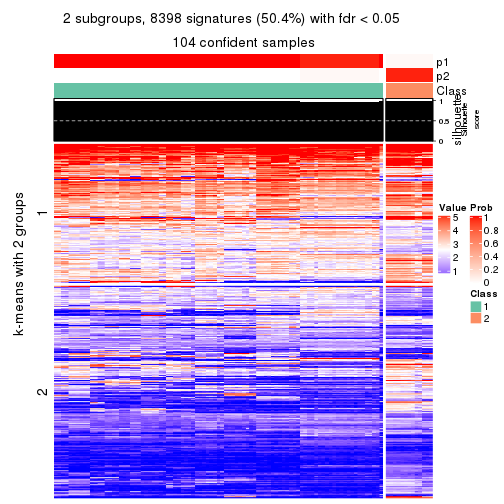 2 subgroups, 8398 signatures (50.4%) with fdr < 0.05
104 confident samples
p1
p2
Class
1
0.5
0
silhouette
Silhouette
score
k-means with 2 groups
1
2
Value
5
4
3
2
1
Prob
1
0.8
0.6
0.4
0.2
0
Class
1
2